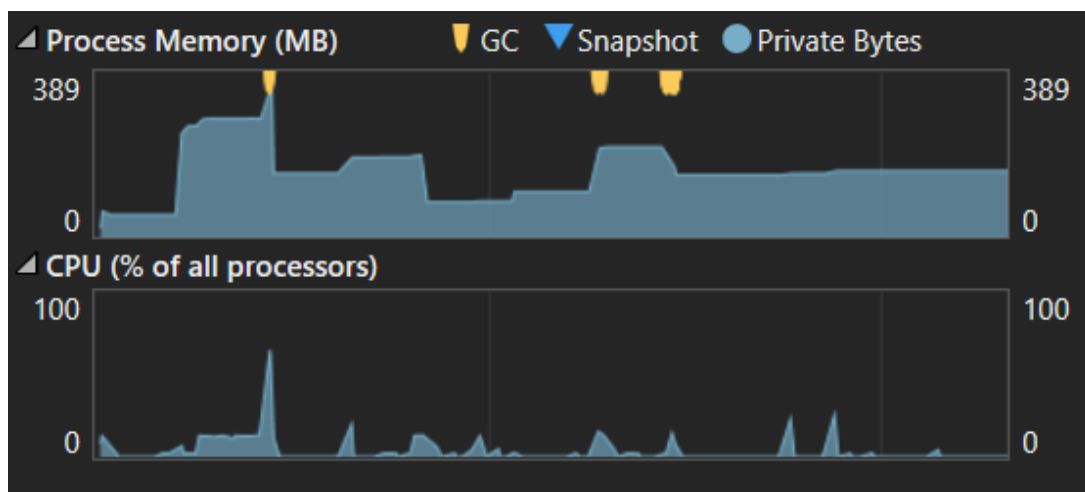 Process Memory (MB) GC Snapshot Private Bytes
389 389
0 0
CPU (% of all processors)
100 100
0 0